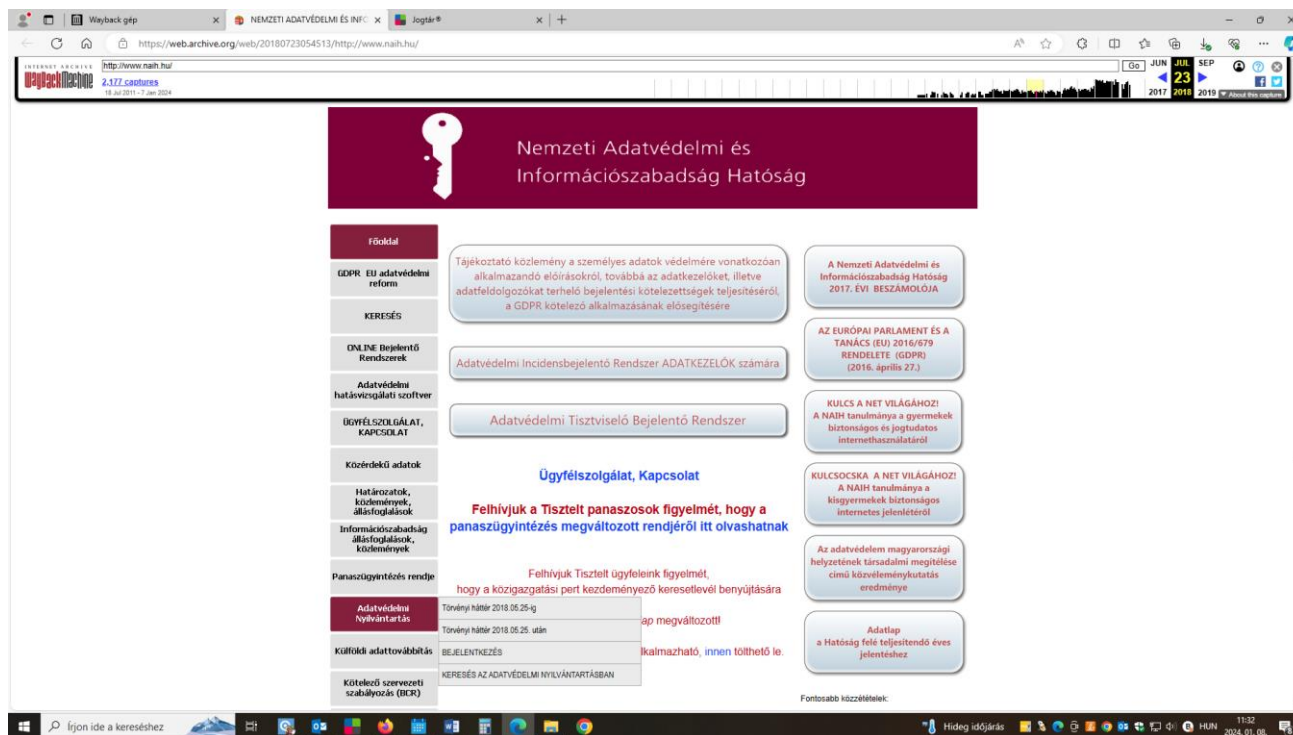 Wayback gép
NEMZETI ADATVÉDELMI ÉS INFO
Jogtár®
https://web.archive.org/web/20180723054513/http://www.naih.hu/
INTERNET ARCHIVE
WayBackMachine
http://www.naih.hu/
Go
JUN JUL SEP
2,177 captures
23
18 Jul 2011 - 7 Jan 2024
2017 2018 2019
About this capture
Nemzeti Adatvédelmi és
Információszabadság Hatóság
Főoldal
GDPR EU adatvédelmi
reform
KERESÉS
ONLINE Bejelentő
Rendszerek
Adatvédelmi
hatásvizsgálati szoftver
ÜGYFÉLSZOLGÁLAT,
KAPCSOLAT
Közérdekű adatok
Határozatok,
közlemények,
állásfoglalások
Információszabadság
állásfoglalások,
közlemények
Panaszügyintézés rendje
Adatvédelmi
Nyilvántartás
Külföldi adattovábbítás
Kötelező szervezeti
szabályozás (BCR)
Törvényi háttér 2018.05.25-ig
Törvényi háttér 2018.05.25. után
BEJELENTKEZÉS
KERESÉS AZ ADATVÉDELMI NYILVÁNTARTÁSBAN
Tájékoztató közlemény a személyes adatok védelmére vonatkozóan
alkalmazandó előírásokról, továbbá az adatkezelőket, illetve
adatfeldolgozókat terhelő bejelentési kötelezettségek teljesítéséről,
a GDPR kötelező alkalmazásának elősegítésére
Adatvédelmi Incidensbejelentő Rendszer ADATKEZELŐK számára
Adatvédelmi Tisztviselő Bejelentő Rendszer
Ügyfélszolgálat, Kapcsolat
Felhívjuk a Tisztelt panaszosok figyelmét, hogy a
panaszügyintézés megváltozott rendjéről itt olvashatnak
Felhívjuk Tisztelt ügyfeleink figyelmét,
hogy a közigazgatási pert kezdeményező keresetlevél benyújtására
ap megváltozott!
lkalmazható, innen tölthető le.
A Nemzeti Adatvédelmi és
Információszabadság Hatóság
2017. ÉVI BESZÁMOLÓJA
AZ EURÓPAI PARLAMENT ÉS A
TANÁCS (EU) 2016/679
RENDELETE (GDPR)
(2016. április 27.)
KULCS A NET VILÁGÁHOZ!
A NAIH tanulmánya a gyermekek
biztonságos és jogtudatos
internethasználatáról
KULCSOCSKA A NET VILÁGÁHOZ!
A NAIH tanulmánya a
kisgyermekek biztonságos
internetes jelenlétéről
Az adatvédelem magyarországi
helyzetének társadalmi megítélése
című közvéleménykutatás
eredménye
Adatlap
a Hatóság felé teljesítendő éves
jelentéshez
Fontosabb közzétételek:
Írjon ide a kereséshez
Hideg időjárás
HUN
11:32
2024. 01. 08.